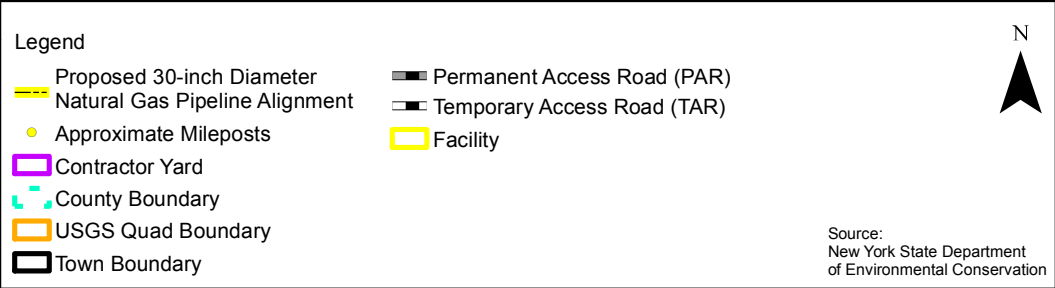 Legend
Proposed 30-inch Diameter
Natural Gas Pipeline Alignment
Approximate Mileposts
Contractor Yard
County Boundary
USGS Quad Boundary
Town Boundary
Permanent Access Road (PAR)
Temporary Access Road (TAR)
Facility
N
Source:
New York State Department
of Environmental Conservation